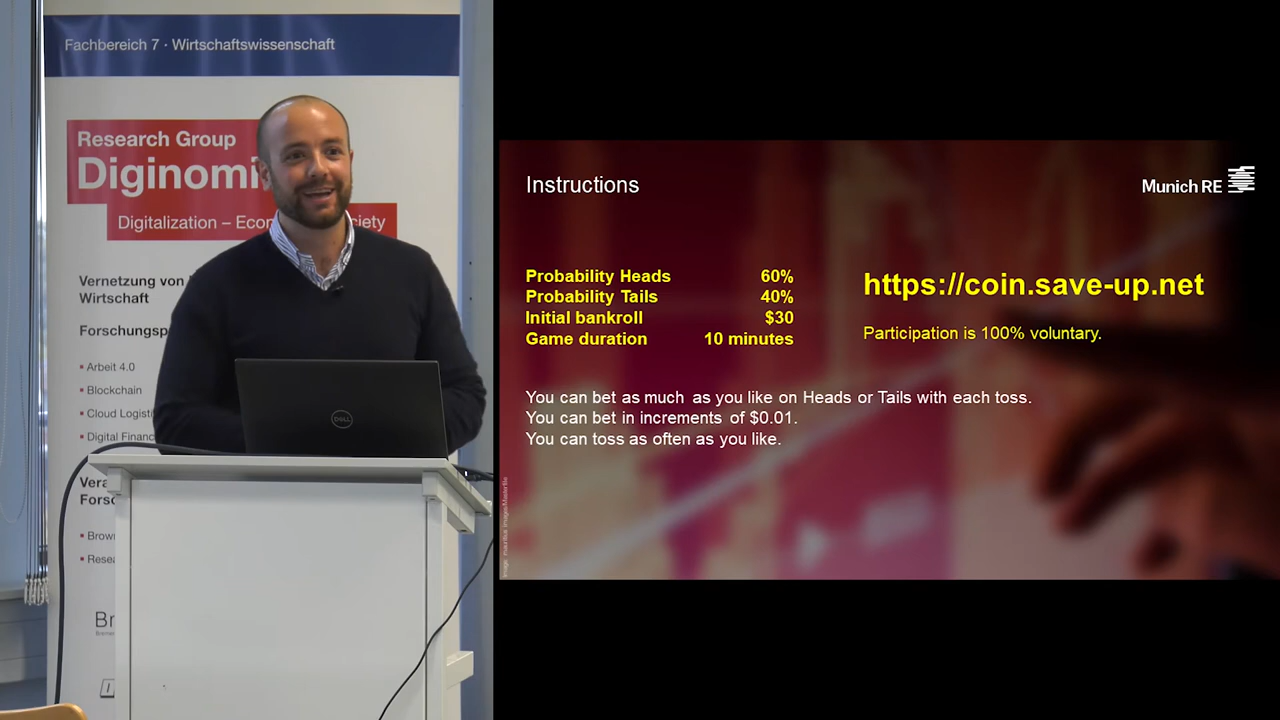 Fachbereich 7 · Wirtschaftswissenschaft
Research Group
Diginomi
Digitalization – Eco
iety
Vernetzung von
Wirtschaft
Forschungsp
• Arbeit 4.0
• Blockchain
• Cloud Logisti
• Digital Financ
Vera
Forsc
• Brow
• Resea
Br
DELL
Instructions
Munich RE
Probability Heads 60%
Probability Tails 40%
Initial bankroll $30
Game duration 10 minutes
https://coin.save-up.net
Participation is 100% voluntary.
You can bet as much as you like on Heads or Tails with each toss.
You can bet in increments of $0.01.
You can toss as often as you like.